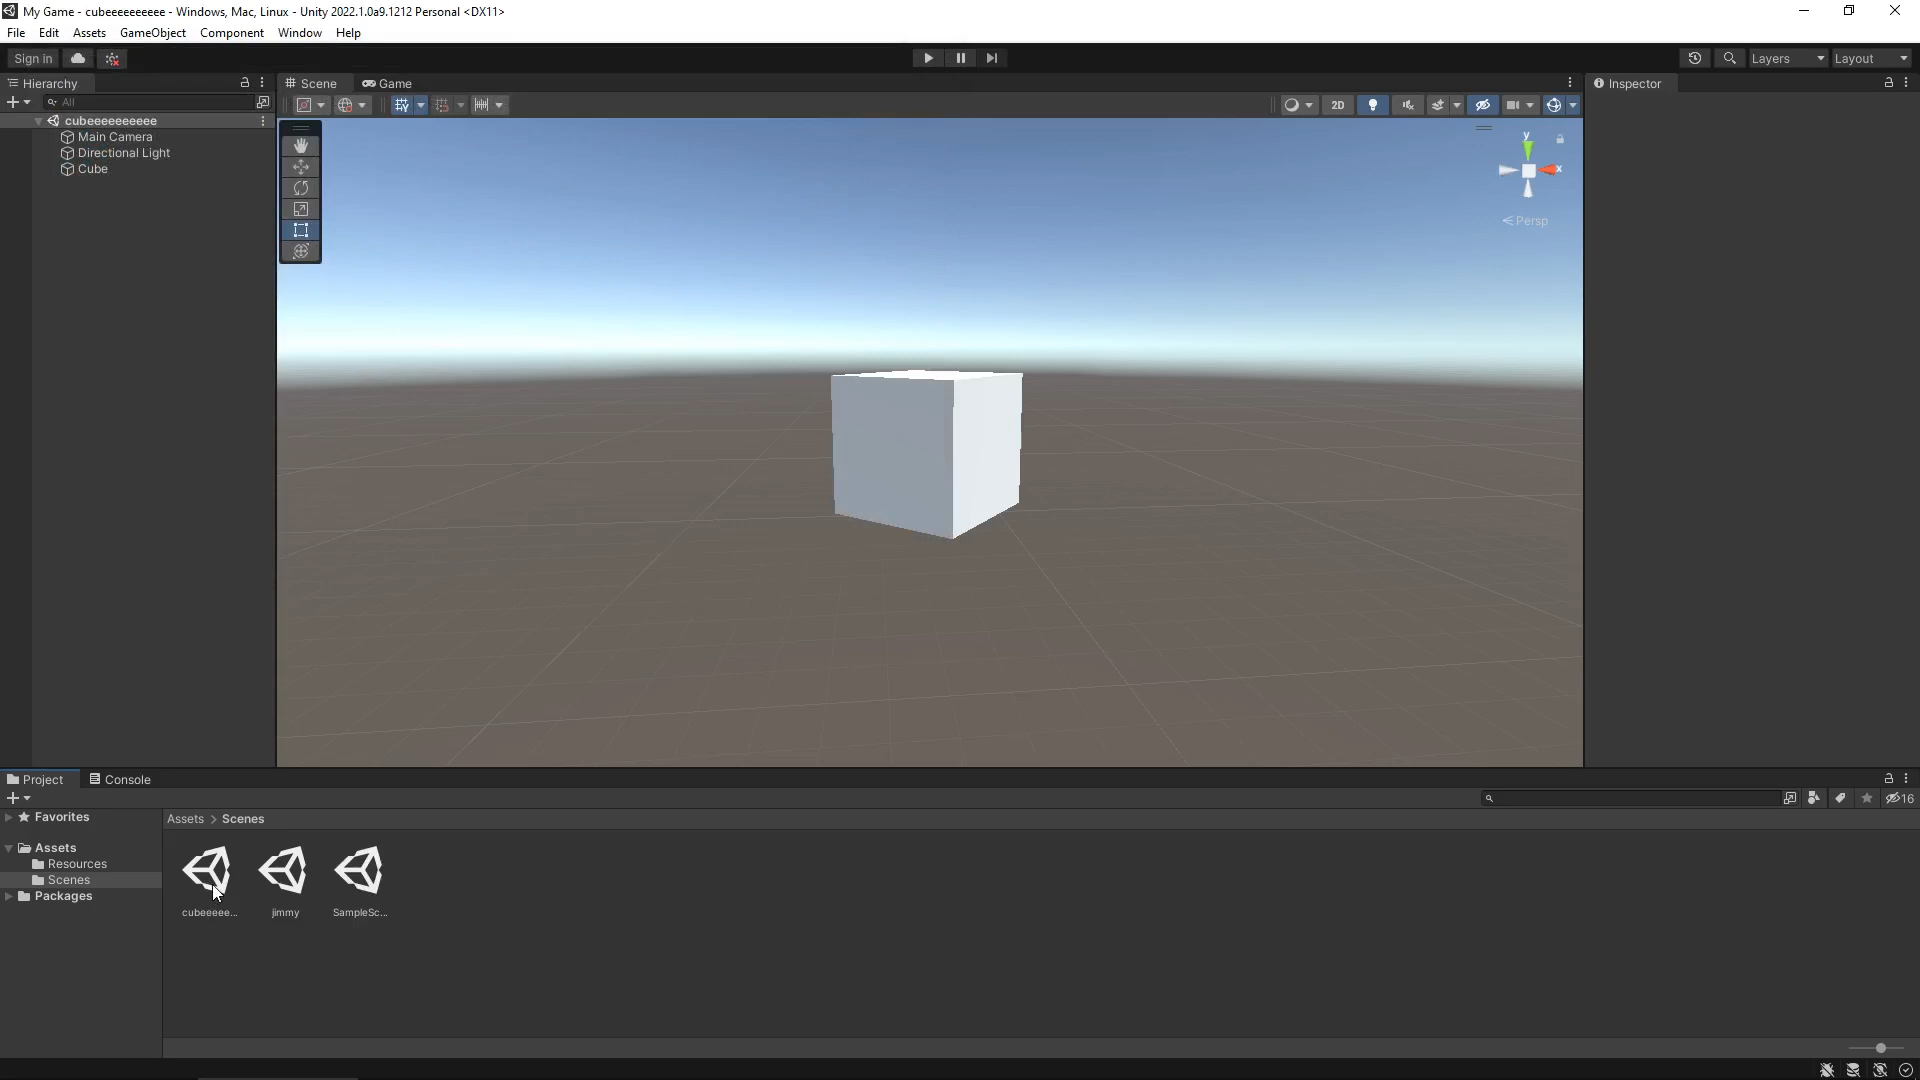 My Game - cubeeeeeeeeee - Windows, Mac, Linux - Unity 2022.1.0a9.1212 Personal <DX11>
File Edit Assets GameObject Component Window Help
Sign in Layers Layout
Hierarchy Scene Game Inspector
All 2D
cubeeeeeeeeee
Main Camera
Directional Light
Cube
y
x
Persp
Project Console
16
Favorites
Assets > Scenes
Assets
Resources
Scenes
Packages
cubeeeee... jimmy SampleSc...